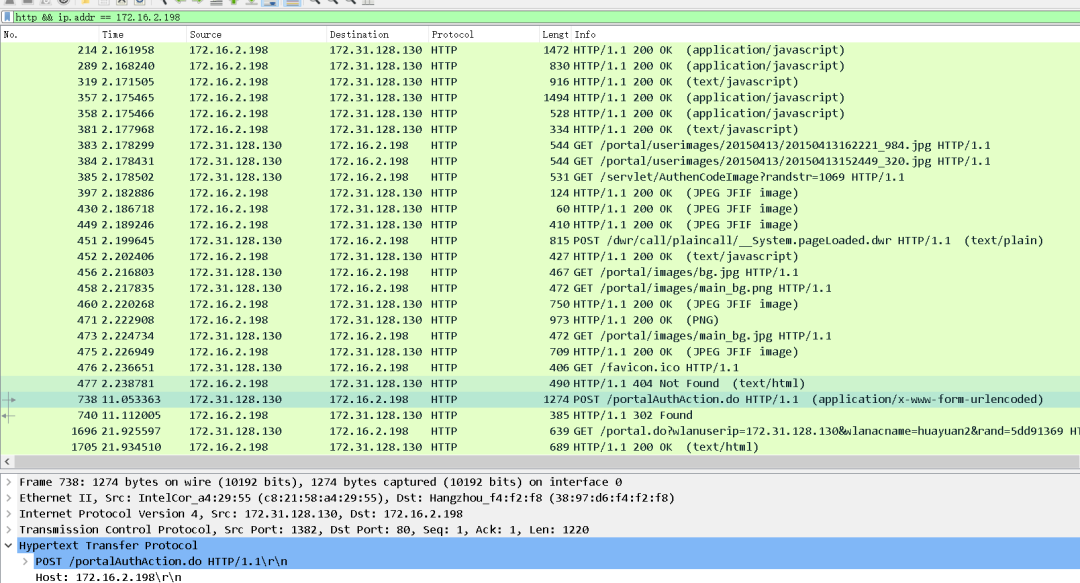 http && ip.addr == 172.16.2.198
No. Time Source Destination Protocol Lengt Info
214 2.161958 172.16.2.198 172.31.128.130 HTTP 1472 HTTP/1.1 200 OK (application/javascript)
289 2.168240 172.16.2.198 172.31.128.130 HTTP 830 HTTP/1.1 200 OK (application/javascript)
319 2.171505 172.16.2.198 172.31.128.130 HTTP 916 HTTP/1.1 200 OK (text/javascript)
357 2.175465 172.16.2.198 172.31.128.130 HTTP 1494 HTTP/1.1 200 OK (application/javascript)
358 2.175466 172.16.2.198 172.31.128.130 HTTP 528 HTTP/1.1 200 OK (application/javascript)
381 2.177968 172.16.2.198 172.31.128.130 HTTP 334 HTTP/1.1 200 OK (text/javascript)
383 2.178299 172.31.128.130 172.16.2.198 HTTP 544 GET /portal/userimages/20150413/20150413162221_984.jpg HTTP/1.1
384 2.178431 172.31.128.130 172.16.2.198 HTTP 544 GET /portal/userimages/20150413/20150413152449_320.jpg HTTP/1.1
385 2.178502 172.31.128.130 172.16.2.198 HTTP 531 GET /servlet/AuthenCodeImage?randstr=1069 HTTP/1.1
397 2.182886 172.16.2.198 172.31.128.130 HTTP 124 HTTP/1.1 200 OK (JPEG JFIF image)
430 2.186718 172.16.2.198 172.31.128.130 HTTP 60 HTTP/1.1 200 OK (JPEG JFIF image)
449 2.189246 172.16.2.198 172.31.128.130 HTTP 410 HTTP/1.1 200 OK (JPEG JFIF image)
451 2.199645 172.31.128.130 172.16.2.198 HTTP 815 POST /dwr/call/plaincall/__System.pageLoaded.dwr HTTP/1.1 (text/plain)
452 2.202406 172.16.2.198 172.31.128.130 HTTP 427 HTTP/1.1 200 OK (text/javascript)
456 2.216803 172.31.128.130 172.16.2.198 HTTP 467 GET /portal/images/bg.jpg HTTP/1.1
458 2.217835 172.31.128.130 172.16.2.198 HTTP 472 GET /portal/images/main_bg.png HTTP/1.1
460 2.220268 172.16.2.198 172.31.128.130 HTTP 750 HTTP/1.1 200 OK (JPEG JFIF image)
471 2.222908 172.16.2.198 172.31.128.130 HTTP 973 HTTP/1.1 200 OK (PNG)
473 2.224734 172.31.128.130 172.16.2.198 HTTP 472 GET /portal/images/main_bg.jpg HTTP/1.1
475 2.226949 172.16.2.198 172.31.128.130 HTTP 709 HTTP/1.1 200 OK (JPEG JFIF image)
476 2.236651 172.31.128.130 172.16.2.198 HTTP 406 GET /favicon.ico HTTP/1.1
477 2.238781 172.16.2.198 172.31.128.130 HTTP 490 HTTP/1.1 404 Not Found (text/html)
738 11.053363 172.31.128.130 172.16.2.198 HTTP 1274 POST /portalAuthAction.do HTTP/1.1 (application/x-www-form-urlencoded)
740 11.112005 172.16.2.198 172.31.128.130 HTTP 385 HTTP/1.1 302 Found
1696 21.925597 172.31.128.130 172.16.2.198 HTTP 639 GET /portal.do?wlanuserip=172.31.128.130&wlanacname=huayuan2&rand=5dd91369 HT
1705 21.934510 172.16.2.198 172.31.128.130 HTTP 689 HTTP/1.1 200 OK (text/html)
Frame 738: 1274 bytes on wire (10192 bits), 1274 bytes captured (10192 bits) on interface 0
Ethernet II, Src: IntelCor_a4:29:55 (c8:21:58:a4:29:55), Dst: Hangzhou_f4:f2:f8 (38:97:d6:f4:f2:f8)
Internet Protocol Version 4, Src: 172.31.128.130, Dst: 172.16.2.198
Transmission Control Protocol, Src Port: 1382, Dst Port: 80, Seq: 1, Ack: 1, Len: 1220
Hypertext Transfer Protocol
POST /portalAuthAction.do HTTP/1.1\r\n
Host: 172.16.2.198\r\n